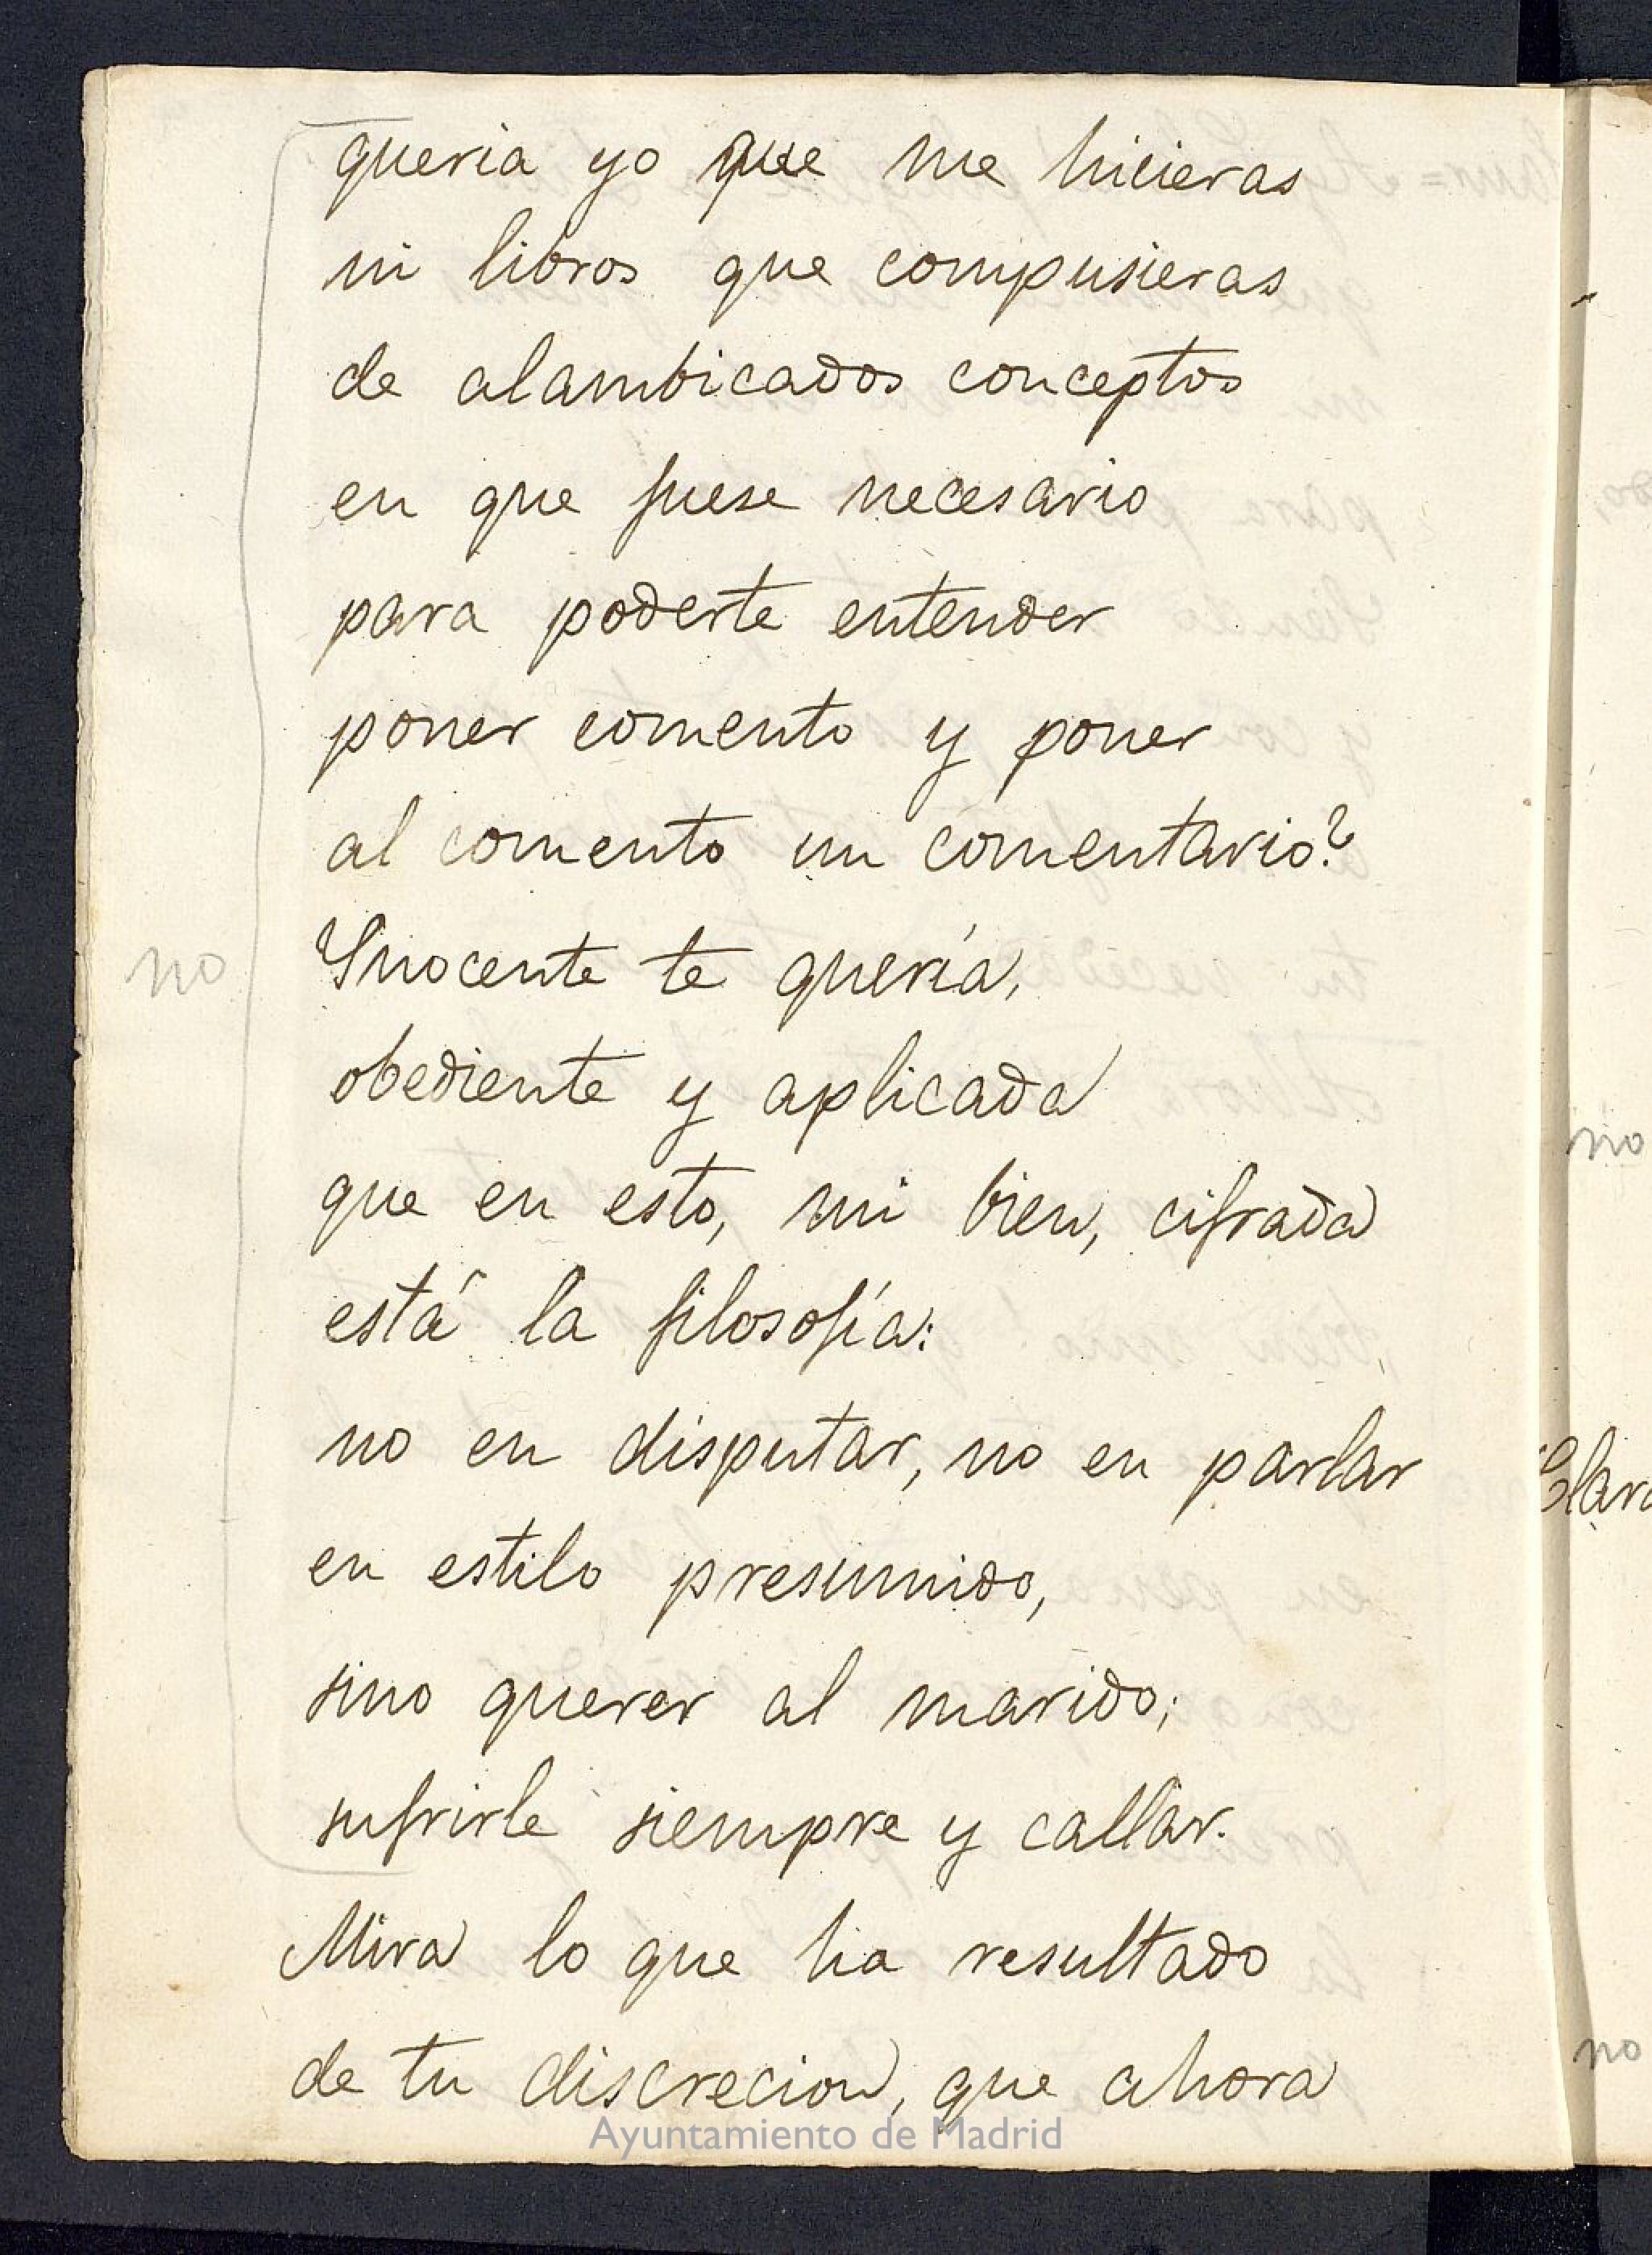 queria yo que me hicieras
ni libros que compusieras
de alambicados conceptos
en que fuese necesario
para poderte entender
poner comento y poner
al comento un comentario?
no
Inocente te quería,
obediente y aplicada
que en esto, mi bien, cifrada
está la filosofía:
no en disputar, no en parlar
en estilo presumido,
sino querer al marido;
sufrirle siempre y callar.
Mira lo que ha resultado
de tu discrecion, que ahora
Ayuntamiento de Madrid
no
Clara
no